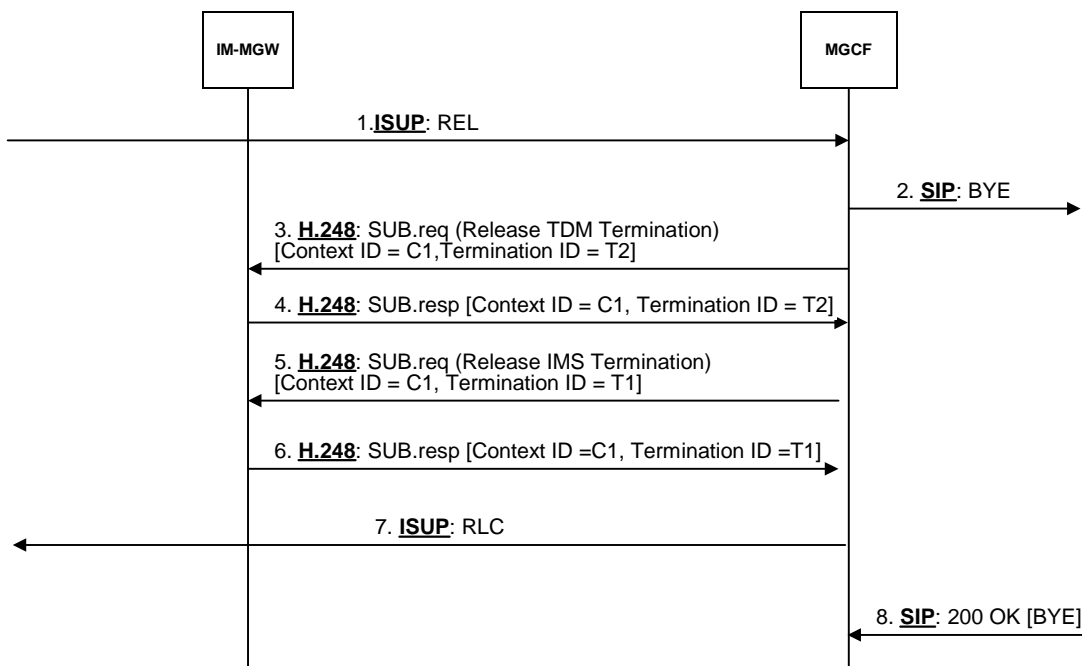 IM-MGW
MGCF
1.ISUP: REL
2. SIP: BYE
3. H.248: SUB.req (Release TDM Termination)
[Context ID = C1,Termination ID = T2]
4. H.248: SUB.resp [Context ID = C1, Termination ID = T2]
5. H.248: SUB.req (Release IMS Termination)
[Context ID = C1, Termination ID = T1]
6. H.248: SUB.resp [Context ID =C1, Termination ID =T1]
7. ISUP: RLC
8. SIP: 200 OK [BYE]